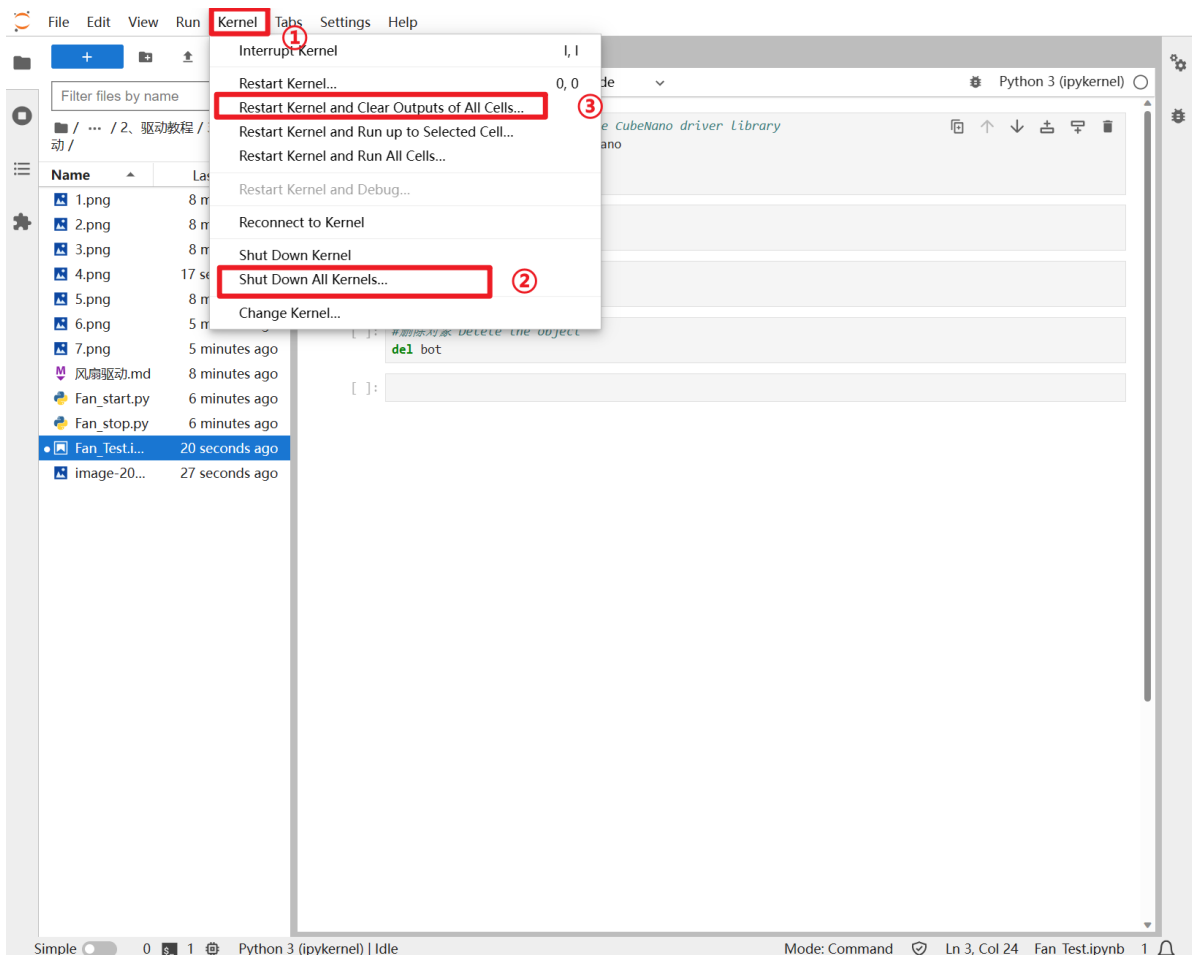 File Edit View Run Kernel Tabs Settings Help
①
Interrupt Kernel I, I
Restart Kernel... 0, 0
Restart Kernel and Clear Outputs of All Cells...
③
Restart Kernel and Run up to Selected Cell...
Restart Kernel and Run All Cells...
Restart Kernel and Debug...
Reconnect to Kernel
Shut Down Kernel
Shut Down All Kernels...
②
Change Kernel...
+
Filter files by name
/ ··· / 2、驱动教程 /
动 /
Name
1.png 8 m
2.png 8 m
3.png 8 m
4.png 17 se
5.png 8 m
6.png 5 m
7.png 5 minutes ago
风扇驱动.md 8 minutes ago
Fan_start.py 6 minutes ago
Fan_stop.py 6 minutes ago
Fan_Test.i... 20 seconds ago
image-20... 27 seconds ago
de
Python 3 (ipykernel)
e CubeNano driver library
ano
[ ]: #删除对象 Delete the object
del bot
[ ]:
Simple 0 1 Python 3 (ipykernel) | Idle Mode: Command Ln 3, Col 24 Fan_Test.ipynb 1